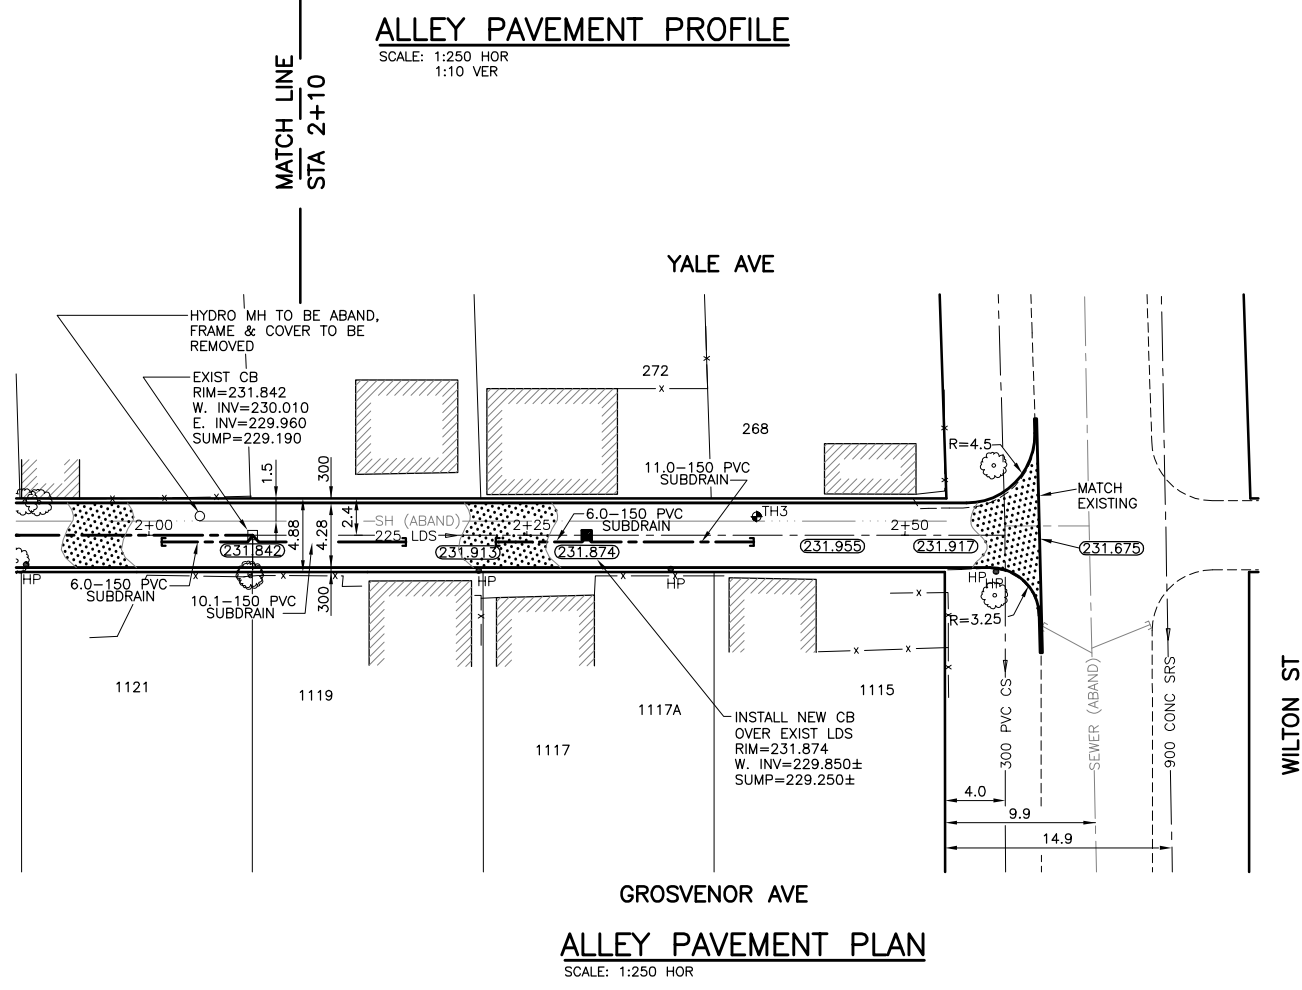 ALLEY PAVEMENT PROFILE
SCALE: 1:250 HOR
1:10 VER
MATCH LINE
STA 2+10
YALE AVE
HYDRO MH TO BE ABAND,
FRAME & COVER TO BE
REMOVED
EXIST CB
RIM=231.842
W. INV=230.010
E. INV=229.960
SUMP=229.190
272
268
R=4.5
1.5
300
11.0-150 PVC
SUBDRAIN
MATCH
EXISTING
2+00
4.88
4.28
2.4
SH (ABAND)
225 LDS
2+25
6.0-150 PVC
SUBDRAIN
TH3
2+50
231.842
231.913
231.874
231.955
231.917
231.675
HP
6.0-150 PVC
SUBDRAIN
10.1-150 PVC
SUBDRAIN
300
HP
HP
HP
HP
R=3.25
1121
1119
1117
1117A
1115
INSTALL NEW CB
OVER EXIST LDS
RIM=231.874
W. INV=229.850±
SUMP=229.250±
300 PVC CS
SEWER (ABAND)
900 CONC SRS
WILTON ST
4.0
9.9
14.9
GROSVENOR AVE
ALLEY PAVEMENT PLAN
SCALE: 1:250 HOR